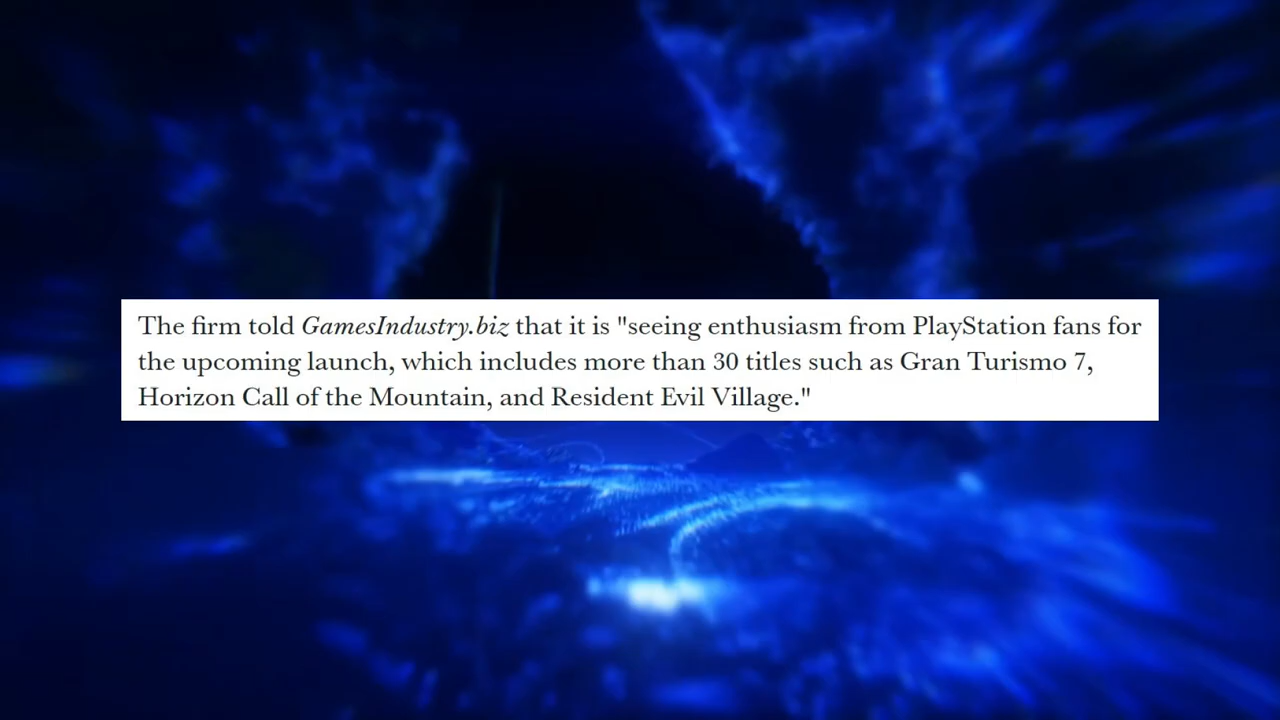 The firm told GamesIndustry.biz that it is "seeing enthusiasm from PlayStation fans for
the upcoming launch, which includes more than 30 titles such as Gran Turismo 7,
Horizon Call of the Mountain, and Resident Evil Village."